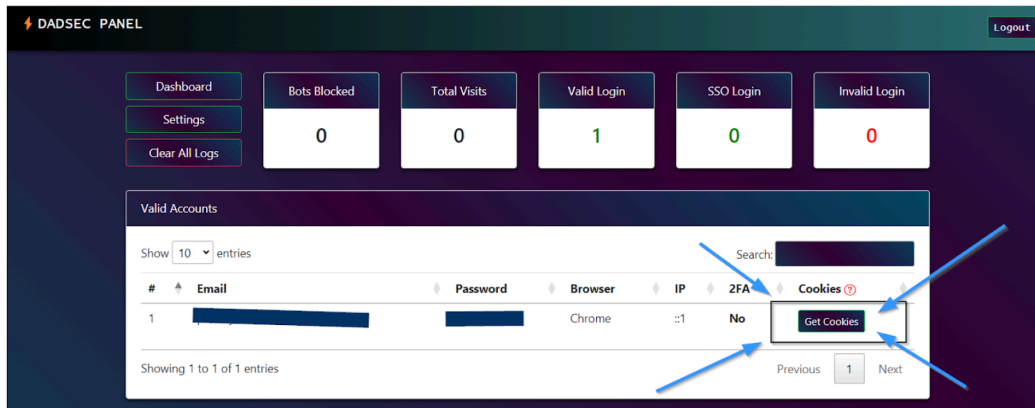 DADSEC PANEL
Logout
Dashboard
Settings
Clear All Logs
Bots Blocked
0
Total Visits
0
Valid Login
1
SSO Login
0
Invalid Login
0
Valid Accounts
Show 10 entries
Search:
# Email Password Browser IP 2FA Cookies ?
1 Chrome ::1 No Get Cookies
Showing 1 to 1 of 1 entries
Previous 1 Next